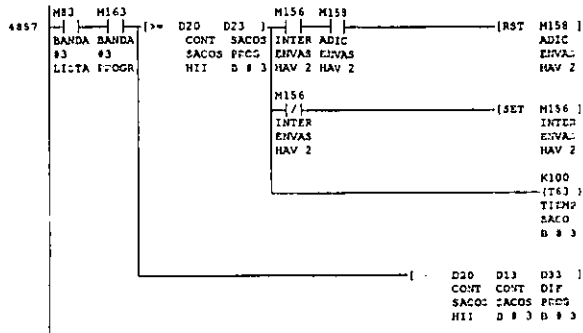 M83 M163 M156 M158
4857 [>= D20 D23 ] [RST M158 ]
BANDA BANDA CONT SACOS INTER ADIC ADIC
#3 #3 SACOS PROG ENVAS ENVAS ENVAS
LISTA PROGR HII B # 3 HAV 2 HAV 2 HAV 2
M156
[SET M156 ]
INTER INTER
ENVAS ENVAS
HAV 2 HAV 2
K100
(T63 )
TIEMP
SACO
B # 3
[ - D20 D13 D33 ]
CONT CONT DIF
SACOS SACOS PROG
HII B # 3 B # 3